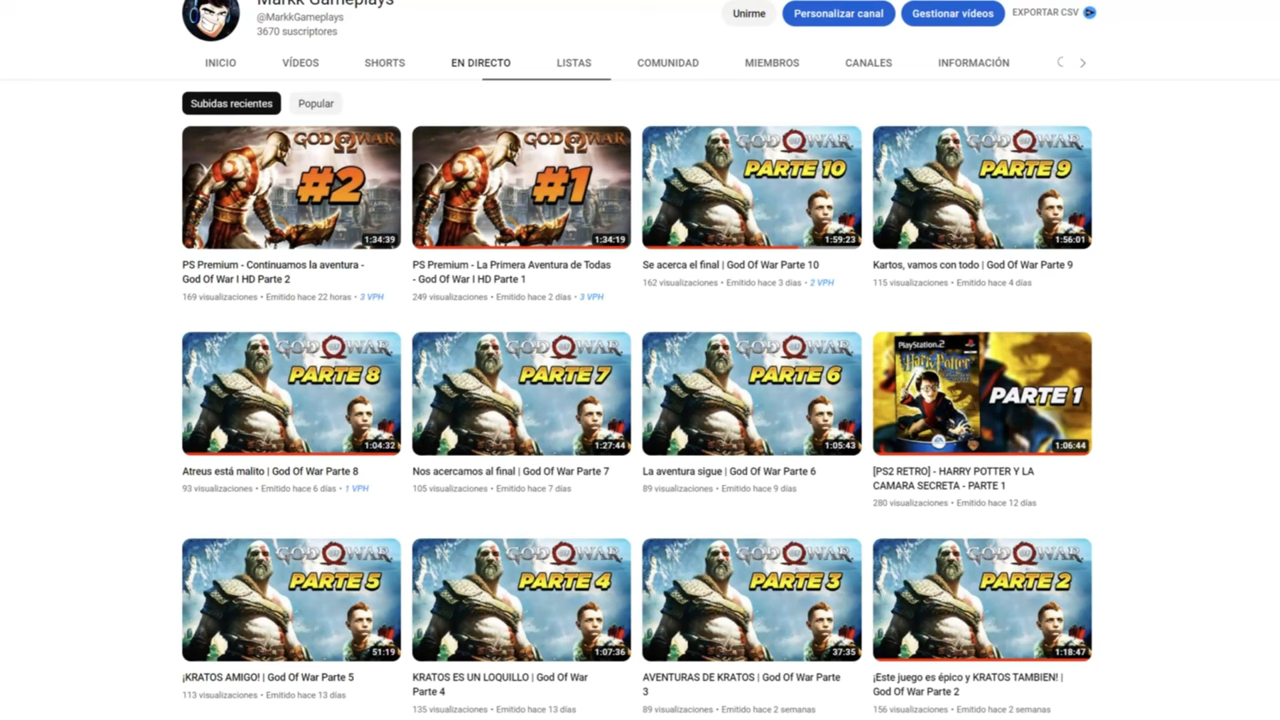 Markk Gameplays
@MarkkGameplays
3670 suscriptores
Unirme
Personalizar canal
Gestionar vídeos
EXPORTAR CSV
INICIO
VÍDEOS
SHORTS
EN DIRECTO
LISTAS
COMUNIDAD
MIEMBROS
CANALES
INFORMACIÓN
Subidas recientes
Popular
GOD OF WAR
#2
1:34:39
GOD OF WAR
#1
1:34:19
GOD OF WAR
PARTE 10
1:59:23
GOD OF WAR
PARTE 9
1:56:01
PS Premium - Continuamos la aventura -
God Of War I HD Parte 2
169 visualizaciones • Emitido hace 22 horas • 3 VPH
PS Premium - La Primera Aventura de Todas
- God Of War I HD Parte 1
249 visualizaciones • Emitido hace 2 días • 3 VPH
Se acerca el final | God Of War Parte 10
162 visualizaciones • Emitido hace 3 días • 2 VPH
Kartos, vamos con todo | God Of War Parte 9
115 visualizaciones • Emitido hace 4 días
GOD OF WAR
PARTE 8
1:04:32
GOD OF WAR
PARTE 7
1:27:44
GOD OF WAR
PARTE 6
1:05:43
PlayStation.2
Harry Potter
EA
PARTE 1
1:06:44
Atreus está malito | God Of War Parte 8
93 visualizaciones • Emitido hace 6 días • 1 VPH
Nos acercamos al final | God Of War Parte 7
105 visualizaciones • Emitido hace 7 días
La aventura sigue | God Of War Parte 6
89 visualizaciones • Emitido hace 9 días
[PS2 RETRO] - HARRY POTTER Y LA
CAMARA SECRETA - PARTE 1
280 visualizaciones • Emitido hace 12 días
GOD OF WAR
PARTE 5
51:19
GOD OF WAR
PARTE 4
1:07:36
GOD OF WAR
PARTE 3
37:35
GOD OF WAR
PARTE 2
1:18:47
¡KRATOS AMIGO! | God Of War Parte 5
113 visualizaciones • Emitido hace 13 días
KRATOS ES UN LOQUILLO | God Of War
Parte 4
135 visualizaciones • Emitido hace 13 días
AVENTURAS DE KRATOS | God Of War Parte
3
89 visualizaciones • Emitido hace 2 semanas
¡Este juego es épico y KRATOS TAMBIEN! |
God Of War Parte 2
156 visualizaciones • Emitido hace 2 semanas